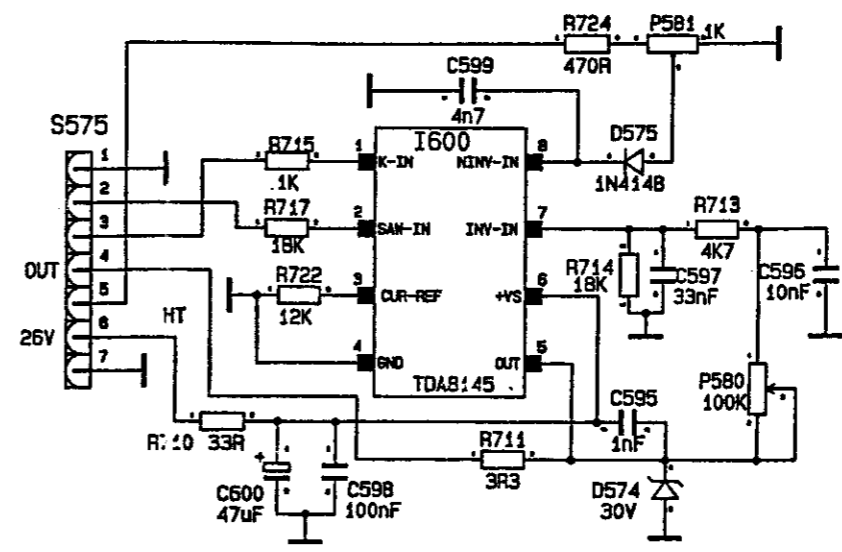 R724
P581
470R
1K
C599
4n7
S575
D575
1N4148
I600
1
2
3
4
5
6
7
OUT
26V
HT
R715
1K
R717
18K
R722
12K
1
K-IN
2
SAW-IN
3
CUR-REF
4
GND
8
NINV-IN
7
INV-IN
6
+VS
5
OUT
TDA8145
R713
4K7
R714
18K
C597
33nF
C596
10nF
P580
100K
C595
1nF
R710
33R
R711
3R3
D574
30V
+
C600
47uF
C598
100nF